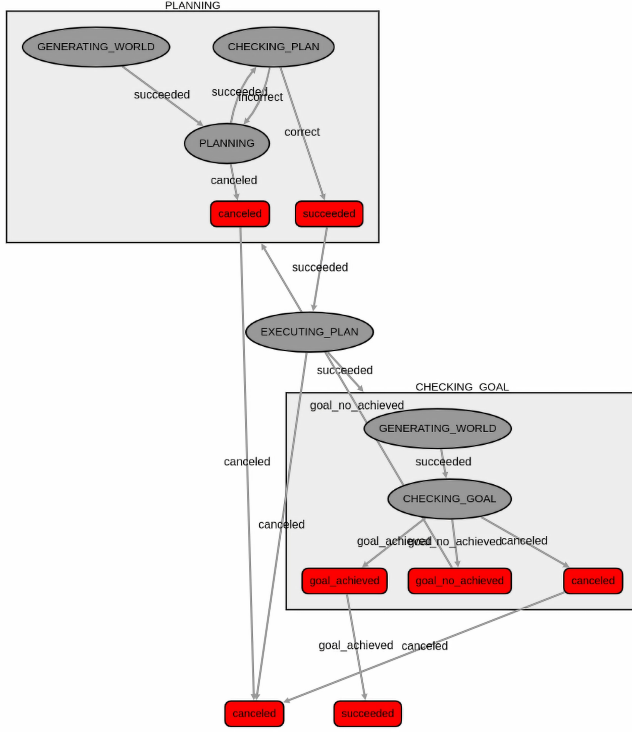 PLANNING
GENERATING_WORLD
CHECKING_PLAN
succeeded
succeeded
incorrect
correct
PLANNING
canceled
canceled
succeeded
succeeded
EXECUTING_PLAN
succeeded
CHECKING_GOAL
goal_no_achieved
GENERATING_WORLD
canceled
succeeded
CHECKING_GOAL
canceled
goal_achieved
goal_no_achieved
canceled
goal_achieved
goal_no_achieved
canceled
goal_achieved
canceled
canceled
succeeded